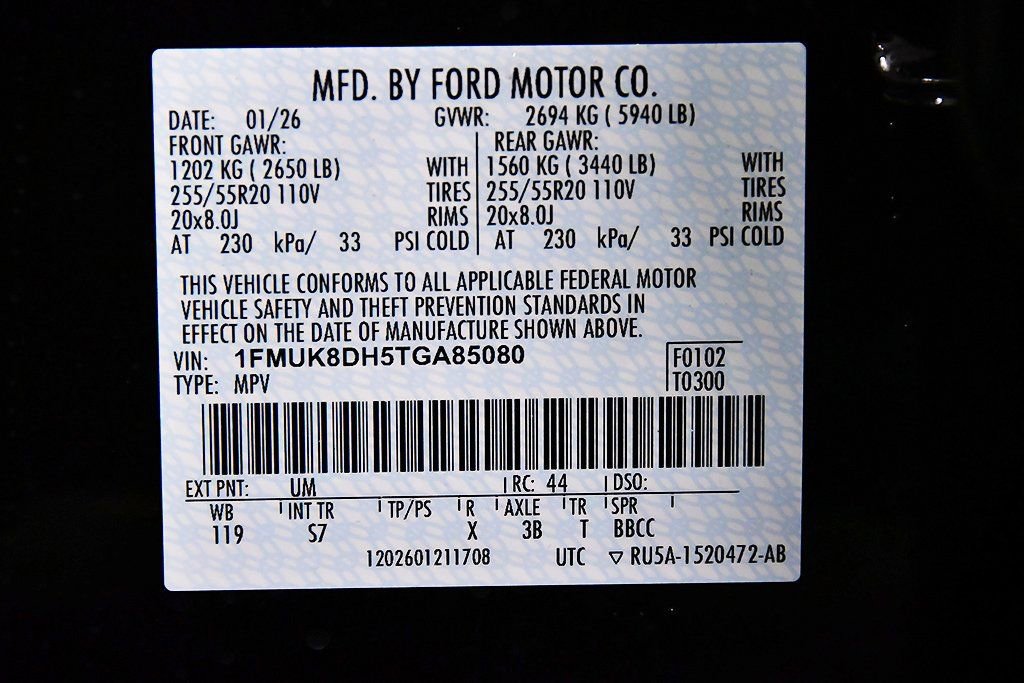 MFD. BY FORD MOTOR CO.
DATE: 01/26 GVWR: 2694 KG ( 5940 LB)
FRONT GAWR: REAR GAWR:
1202 KG ( 2650 LB) WITH 1560 KG ( 3440 LB) WITH
255/55R20 110V TIRES 255/55R20 110V TIRES
20x8.0J RIMS 20x8.0J RIMS
AT 230 kPa/ 33 PSI COLD AT 230 kPa/ 33 PSI COLD
THIS VEHICLE CONFORMS TO ALL APPLICABLE FEDERAL MOTOR
VEHICLE SAFETY AND THEFT PREVENTION STANDARDS IN
EFFECT ON THE DATE OF MANUFACTURE SHOWN ABOVE.
VIN: 1FMUK8DH5TGA85080 F0102
TYPE: MPV T0300
EXT PNT: UM RC: 44 DSO:
WB INT TR TP/PS R AXLE TR SPR
119 S7 X 3B T BBCC
1202601211708 UTC ▽ RU5A-1520472-AB